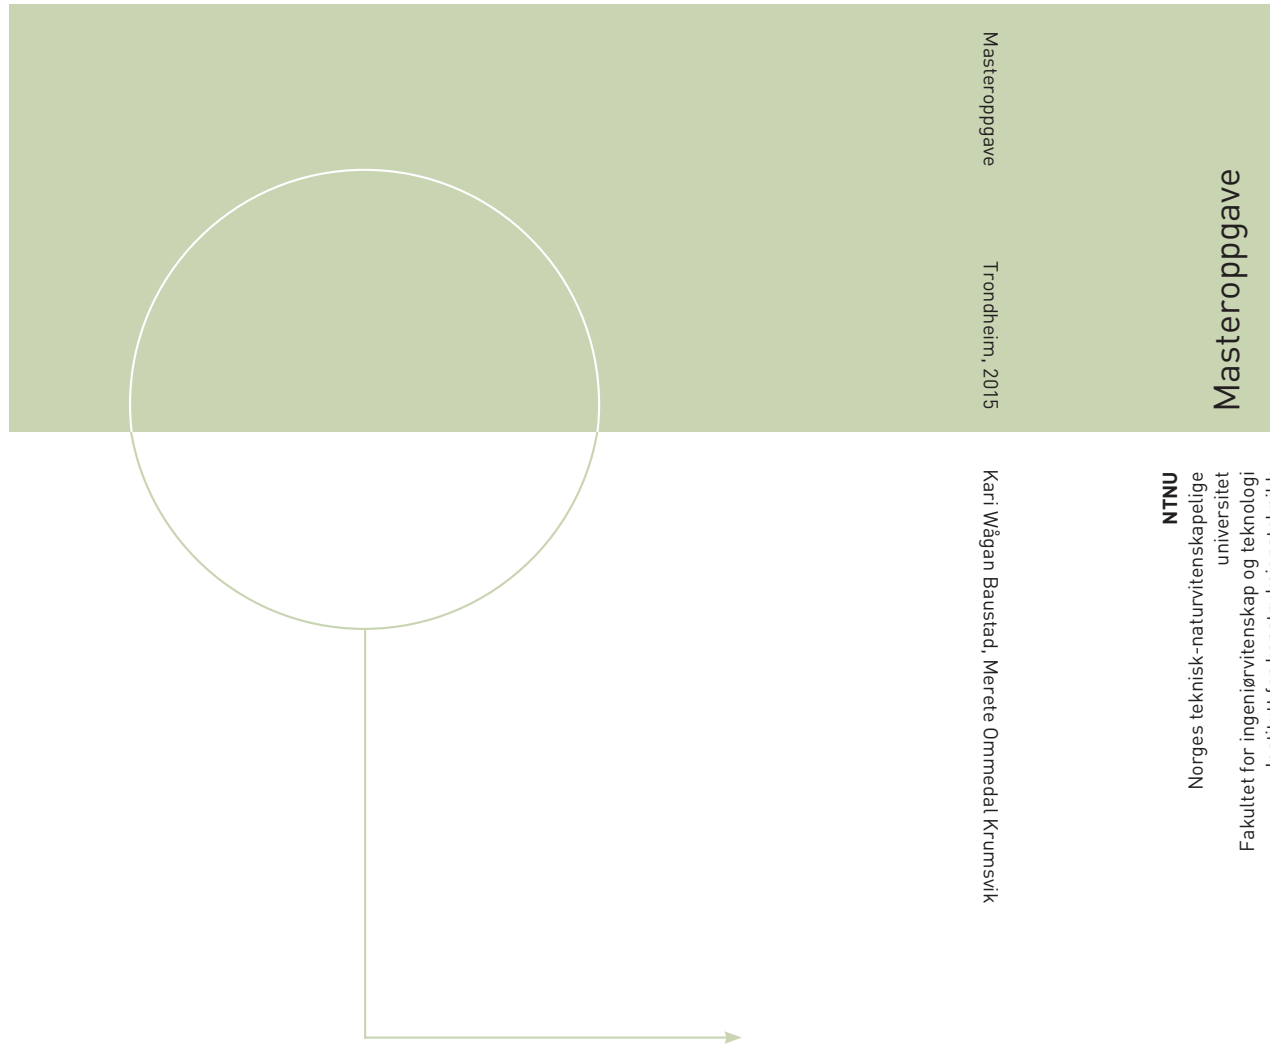 Masteroppgave
Trondheim, 2015
Kari Wågan Baustad, Merete Ommedal Krumsvik
Masteroppgave
NTNU
Norges teknisk-naturvitenskapelige
universitet
Fakultet for ingeniørvitenskap og teknologi